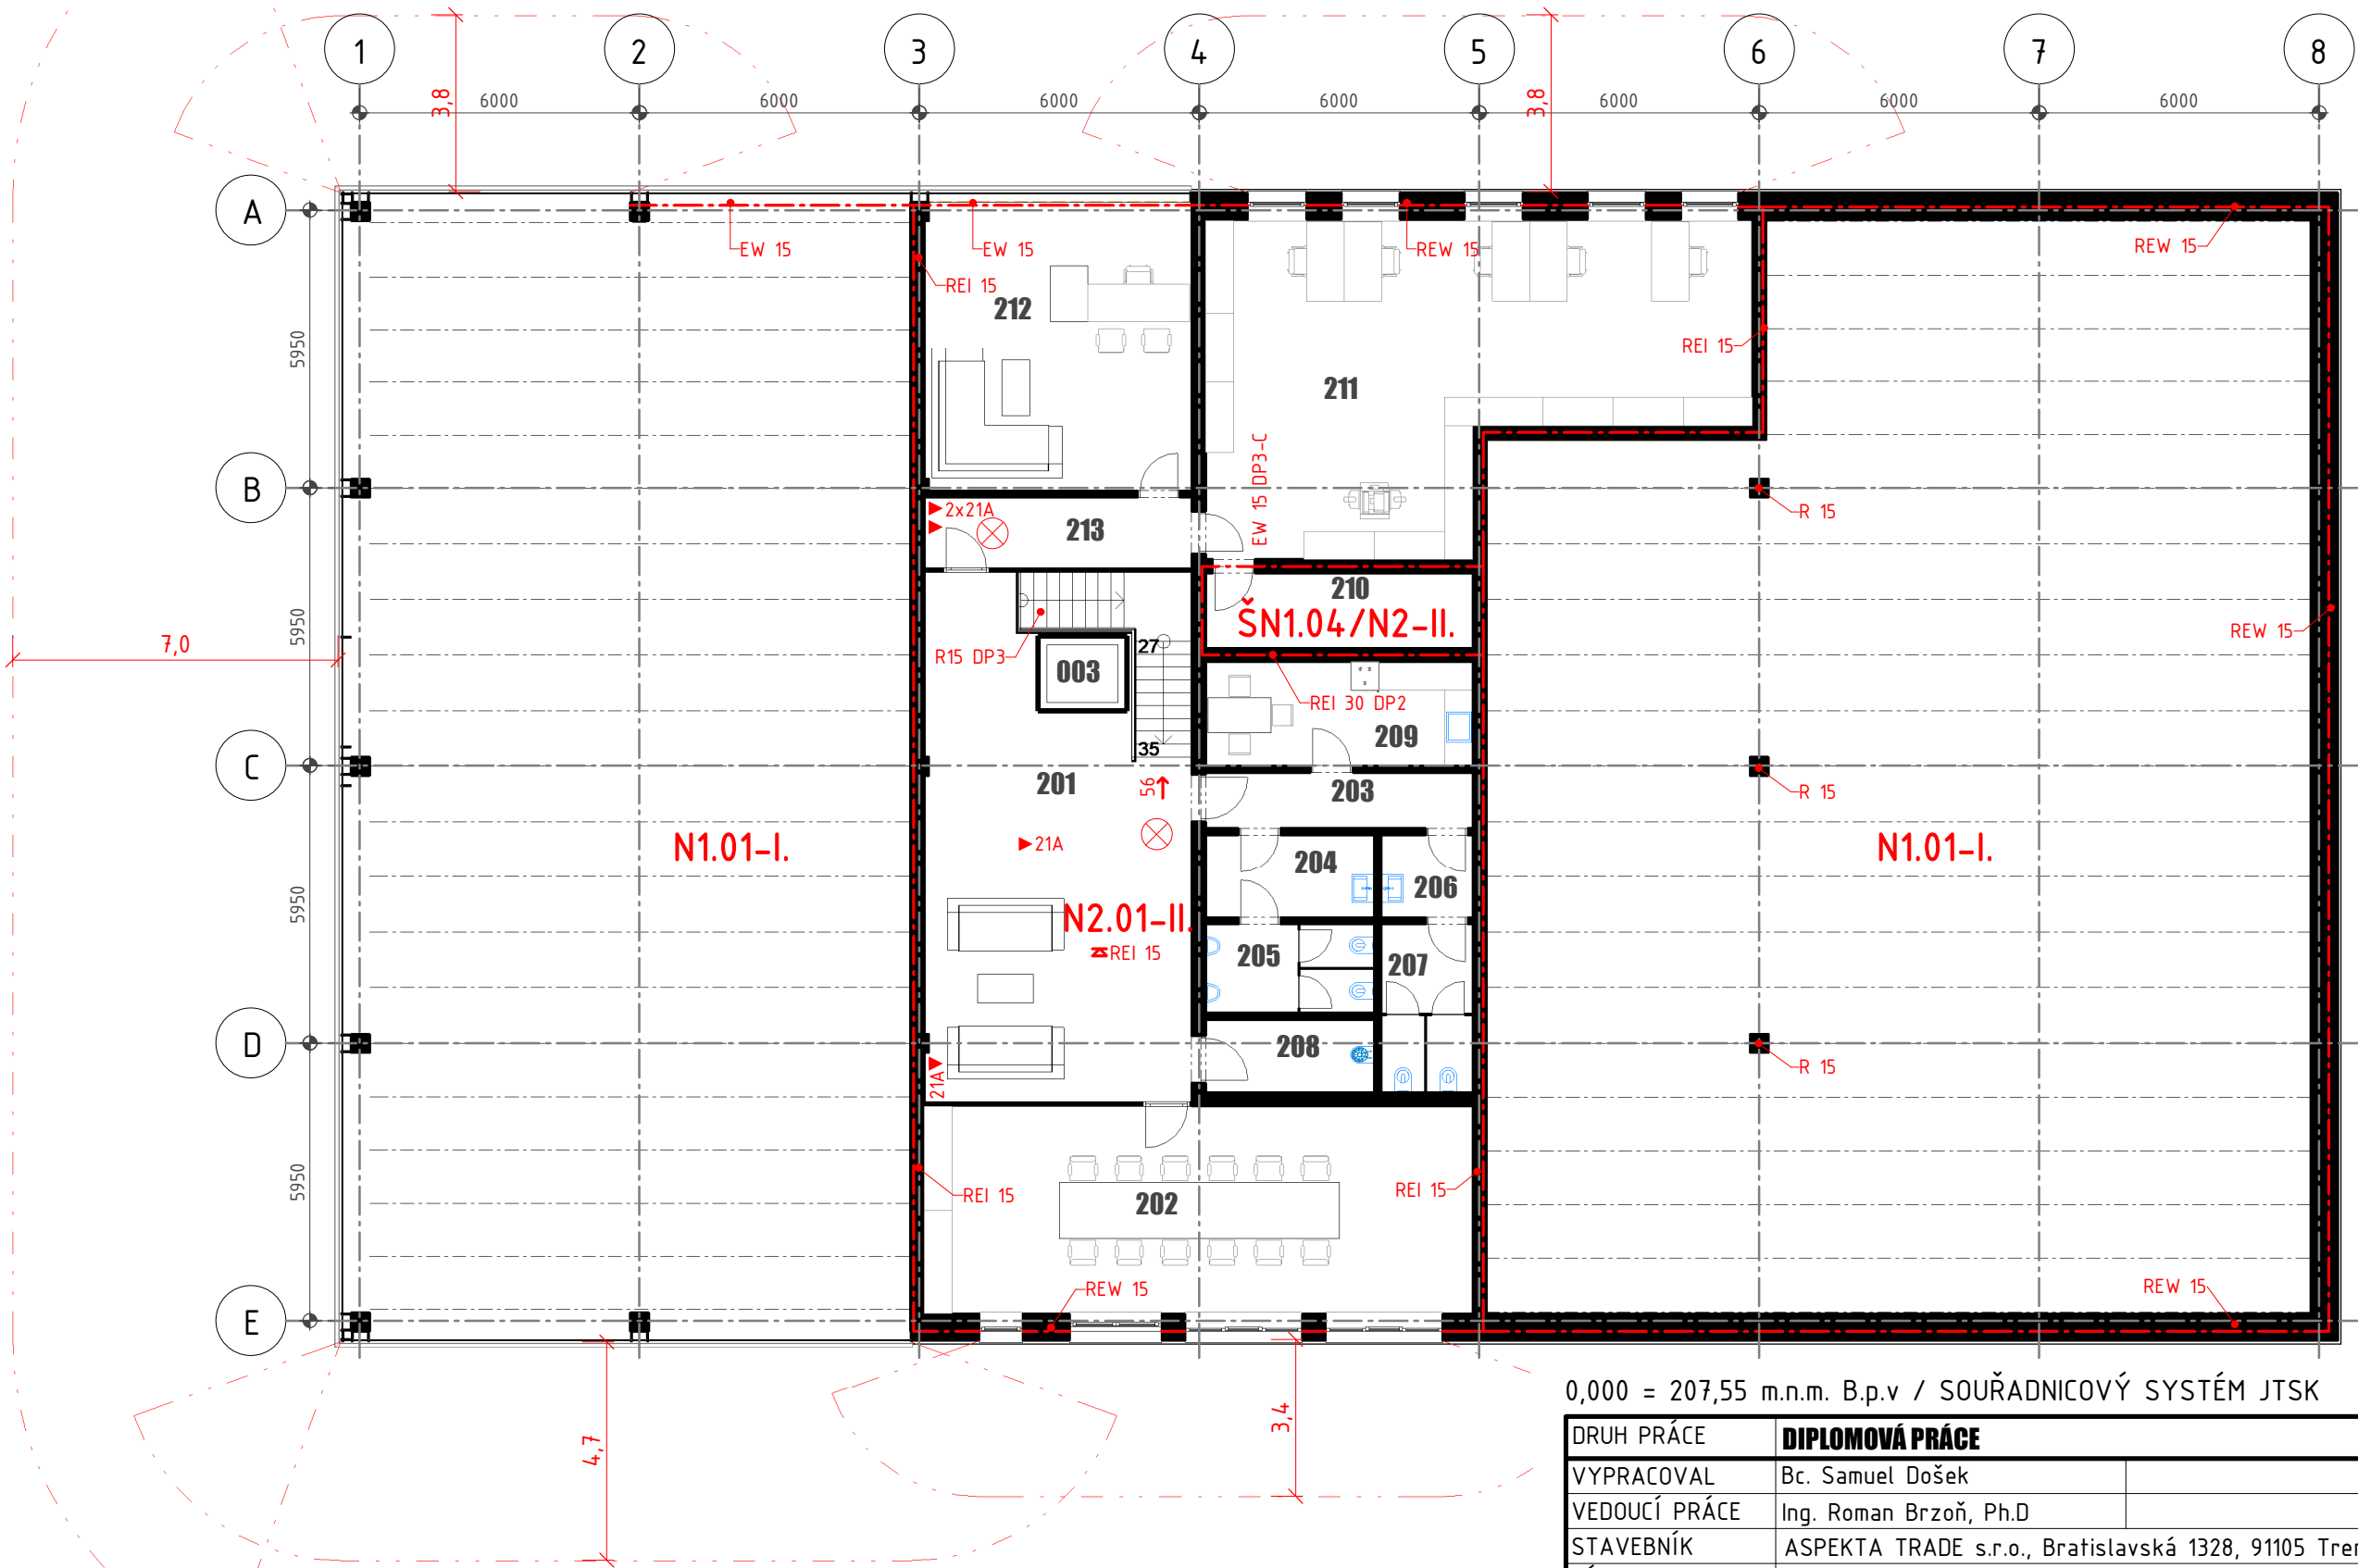 1 2 3 4 5 6 7 8
3,8 3,8
6000 6000 6000 6000 6000 6000 6000
A
EW 15 EW 15 REW 15 REW 15
REI 15
212
5950
REI 15
211
B
EW 15 DP3-C
2x21A
R 15
213
210
ŠN1.04/N2-II.
5950
7,0
27
R15 DP3
003
REW 15
REI 30 DP2
209
35
C
201
56
203
R 15
21A
N1.01-I.
N1.01-I.
204
206
5950
N2.01-II.
REI 15
205
207
D
208
21A
R 15
5950
REI 15
202
REI 15
REW 15
REW 15
E
4,7
3,4
0,000 = 207,55 m.n.m. B.p.v / SOUŘADNICOVÝ SYSTÉM JTSK
DRUH PRÁCE DIPLOMOVÁ PRÁCE
VYPRACOVAL Bc. Samuel Došek
VEDOUCÍ PRÁCE Ing. Roman Brzoň, Ph.D
STAVEBNÍK ASPEKTA TRADE s.r.o., Bratislavská 1328, 91105